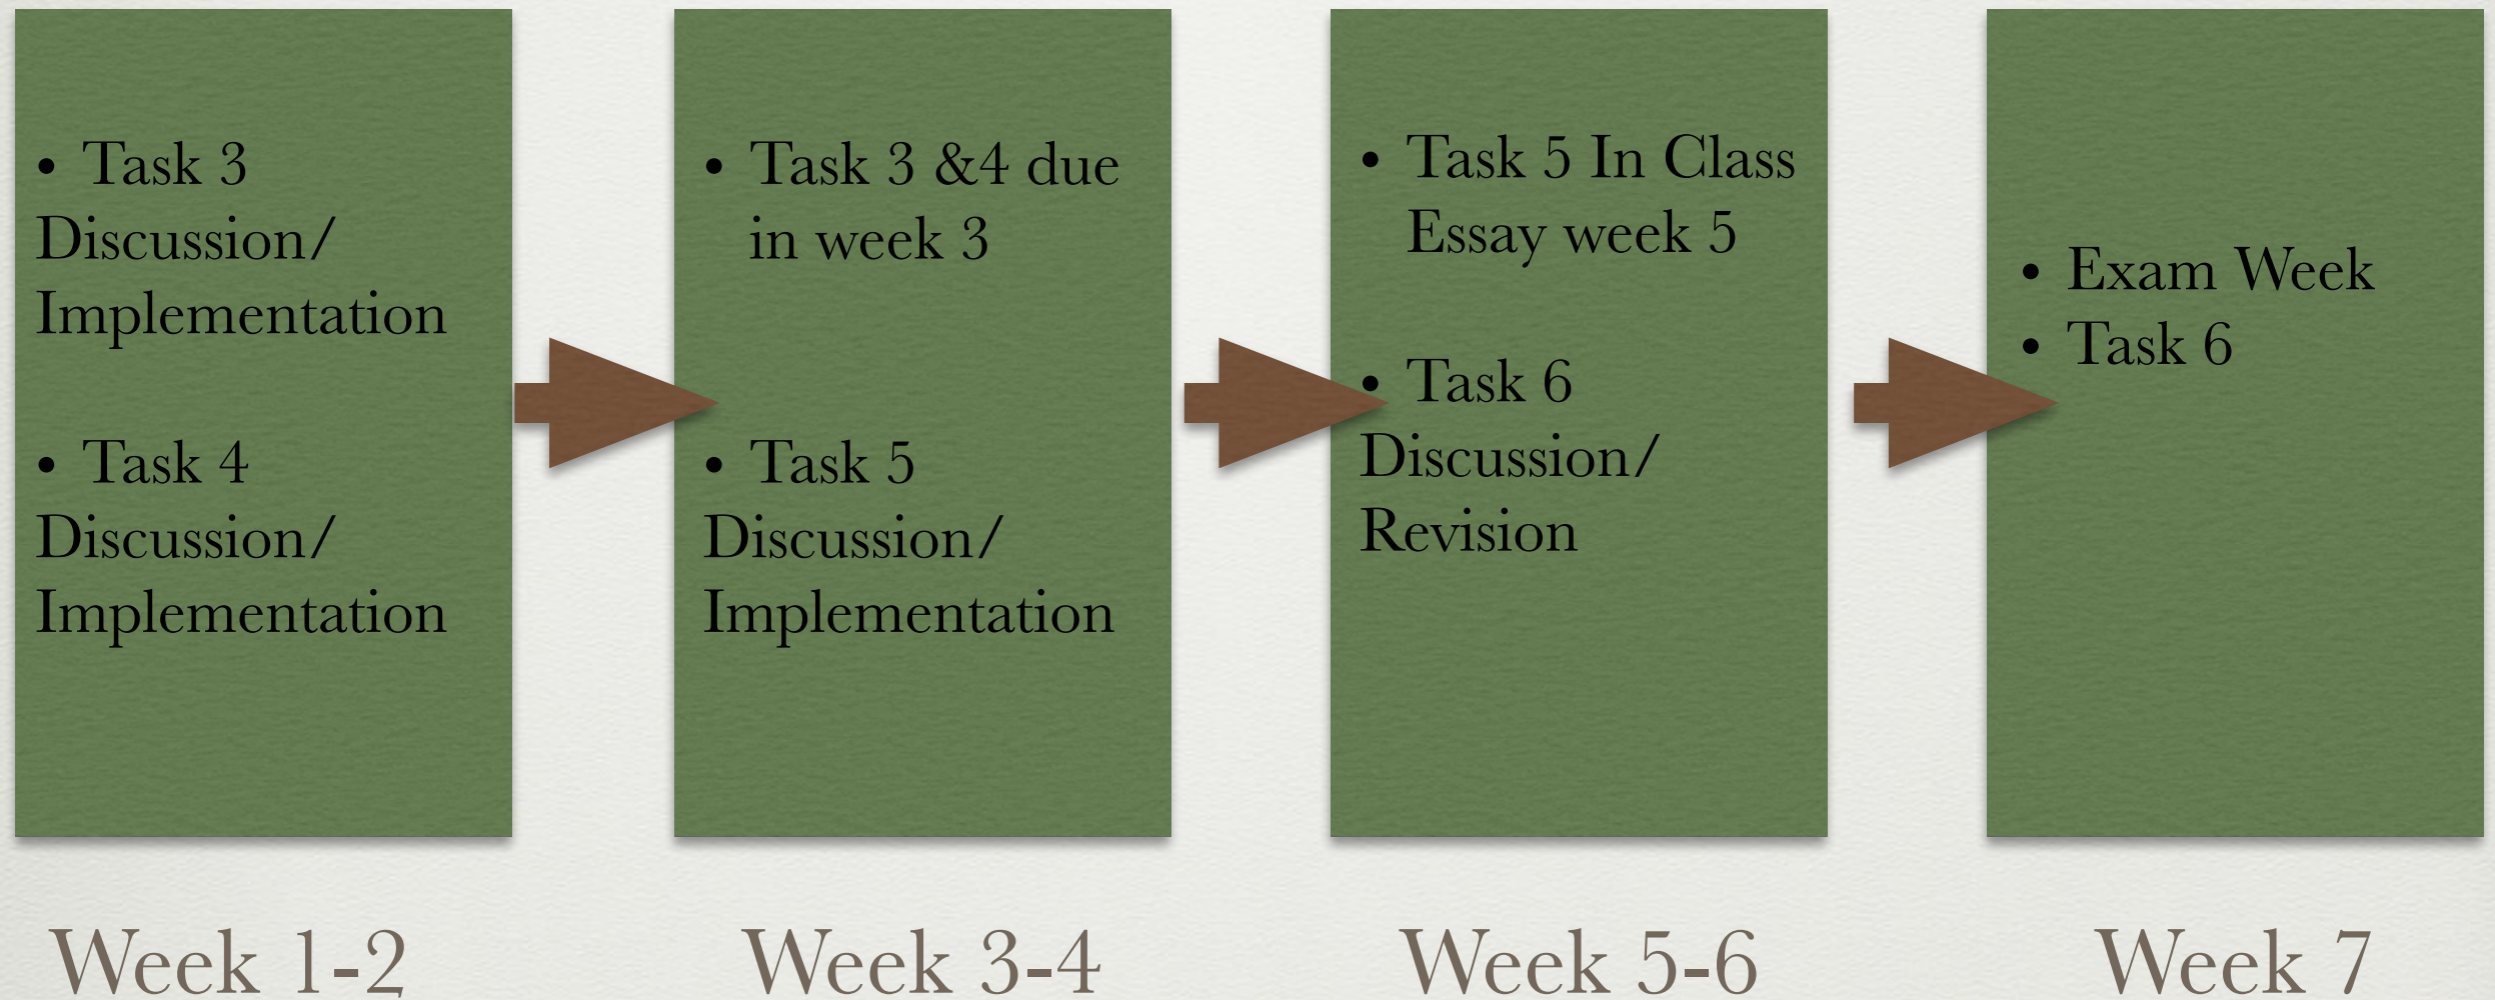 • Task 3
Discussion/
Implementation
• Task 4
Discussion/
Implementation
• Task 3 &4 due
in week 3
• Task 5
Discussion/
Implementation
• Task 5 In Class
Essay week 5
• Task 6
Discussion/
Revision
• Exam Week
• Task 6
Week 1-2
Week 3-4
Week 5-6
Week 7